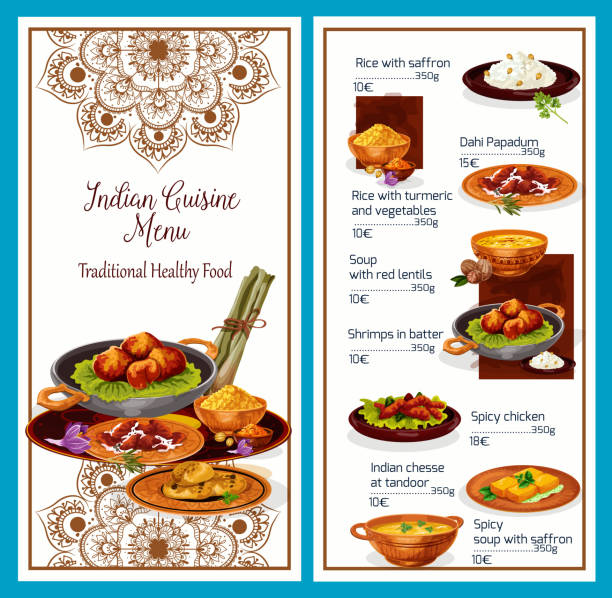 Indian Cuisine
Menu
Traditional Healthy Food
Rice with saffron
350g
10€
Dahi Papadum
350g
15€
Rice with turmeric
and vegetables
350g
10€
Soup
with red lentils
350g
10€
Shrimps in batter
350g
10€
Spicy chicken
350g
18€
Indian chesse
at tandoor
350g
10€
Spicy
soup with saffron
350g
10€